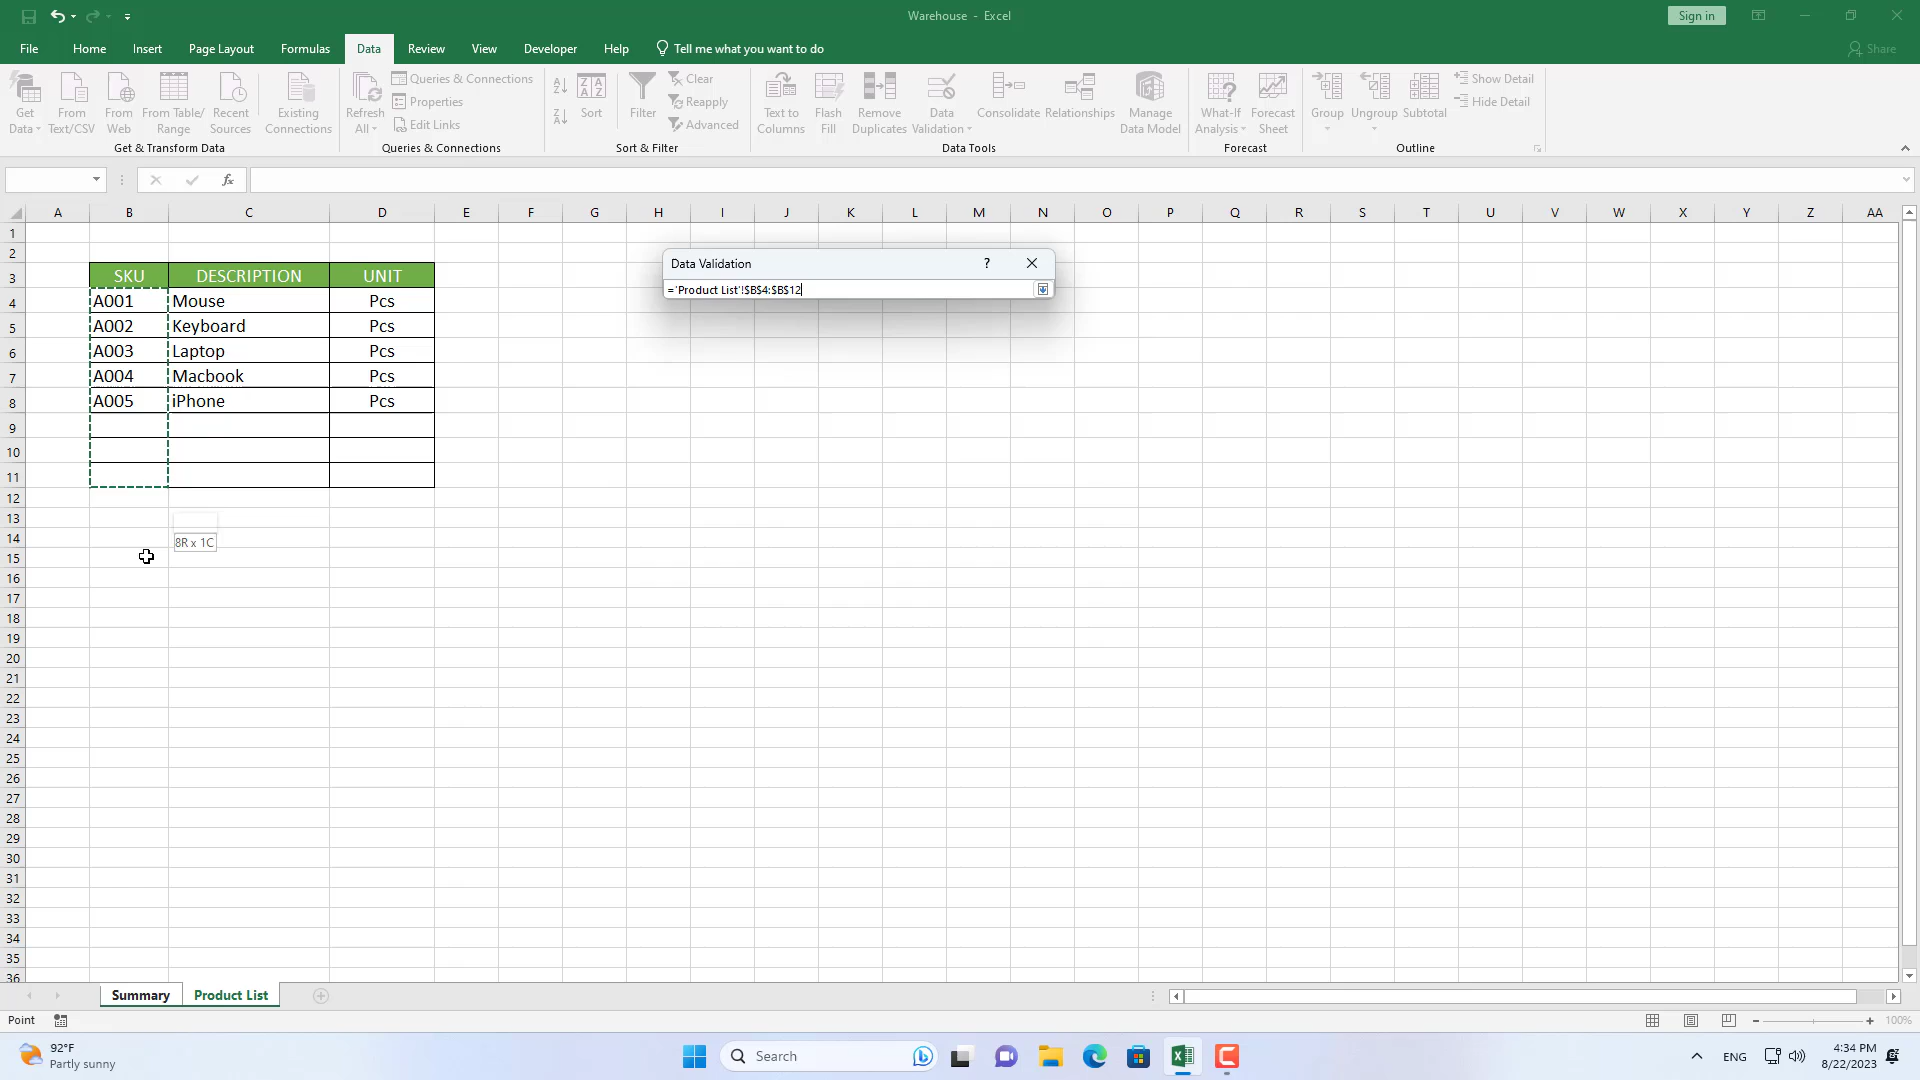 Warehouse - Excel
Sign in
File Home Insert Page Layout Formulas Data Review View Developer Help Tell me what you want to do Share
Get Data
From Text/CSV
From Web
From Table/ Range
Recent Sources
Existing Connections
Get & Transform Data
Refresh All
Queries & Connections
Properties
Edit Links
Queries & Connections
Sort
Filter
Clear
Reapply
Advanced
Sort & Filter
Text to Columns
Flash Fill
Remove Duplicates
Data Validation
Consolidate
Relationships
Manage Data Model
Data Tools
What-If Analysis
Forecast Sheet
Forecast
Group
Ungroup
Subtotal
Show Detail
Hide Detail
Outline
fx
A B C D E F G H I J K L M N O P Q R S T U V W X Y Z AA
1
2
3 SKU DESCRIPTION UNIT
4 A001 Mouse Pcs
5 A002 Keyboard Pcs
6 A003 Laptop Pcs
7 A004 Macbook Pcs
8 A005 iPhone Pcs
9
10
11
12
13
14
15
16
17
18
19
20
21
22
23
24
25
26
27
28
29
30
31
32
33
34
35
36
Data Validation ?
='Product List'!$B$4:$B$12
8R x 1C
Summary Product List
Point
100%
92°F
Partly sunny
Search
ENG
4:34 PM
8/22/2023